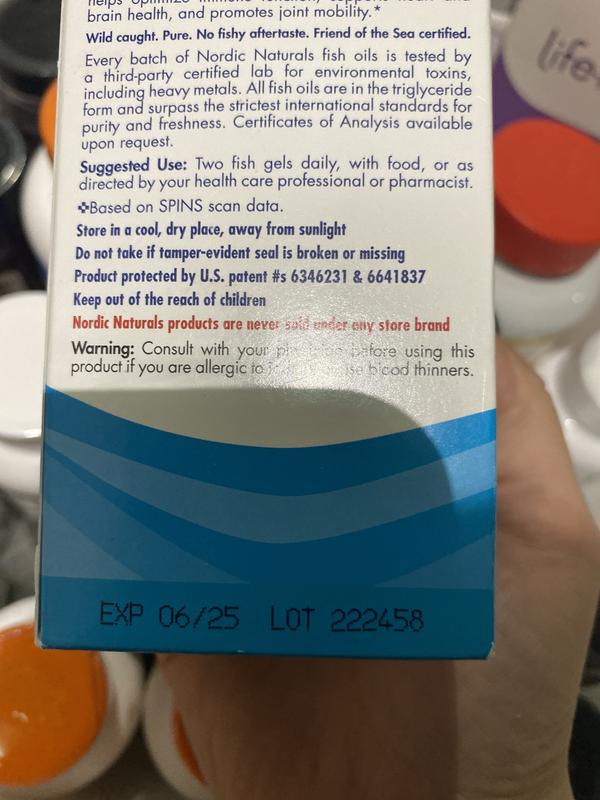 brain health, and promotes joint mobility.*
Wild caught. Pure. No fishy aftertaste. Friend of the Sea certified.
Every batch of Nordic Naturals fish oils is tested by
a third-party certified lab for environmental toxins,
including heavy metals. All fish oils are in the triglyceride
form and surpass the strictest international standards for
purity and freshness. Certificates of Analysis available
upon request.
Suggested Use: Two fish gels daily, with food, or as
directed by your health care professional or pharmacist.
✤Based on SPINS scan data.
Store in a cool, dry place, away from sunlight
Do not take if tamper-evident seal is broken or missing
Product protected by U.S. patent #s 6346231 & 6641837
Keep out of the reach of children
Nordic Naturals products are never sold under any store brand
Warning: Consult with your physician before using this
product if you are allergic to blood thinners.
EXP 06/25 LOT 222458
life